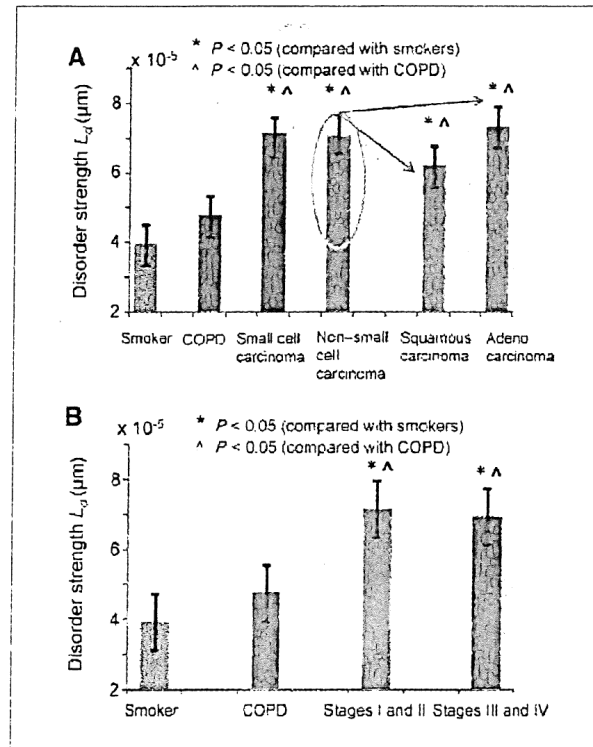 A
× 10⁻⁵
* P < 0.05 (compared with smokers)
^ P < 0.05 (compared with COPD)
* ^
* ^
* ^
* ^
Disorder strength L_d (µm)
8
6
4
2
Smoker
COPD
Small cell
carcinoma
Non–small
cell
carcinoma
Squamous
carcinoma
Adeno
carcinoma
B
× 10⁻⁵
* P < 0.05 (compared with smokers)
^ P < 0.05 (compared with COPD)
* ^
* ^
Disorder strength L_d (µm)
8
6
4
2
Smoker
COPD
Stages I and II
Stages III and IV